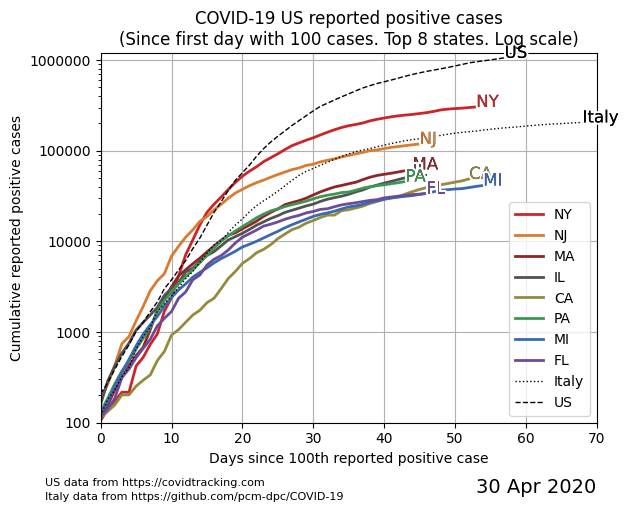 COVID-19 US reported positive cases
(Since first day with 100 cases. Top 8 states. Log scale)
Cumulative reported positive cases
1000000
100000
10000
1000
100
US
NY
Italy
NJ
MA
PA
CA
MI
FL
NY
NJ
MA
IL
CA
PA
MI
FL
Italy
US
0 10 20 30 40 50 60 70
Days since 100th reported positive case
US data from https://covidtracking.com
Italy data from https://github.com/pcm-dpc/COVID-19
30 Apr 2020